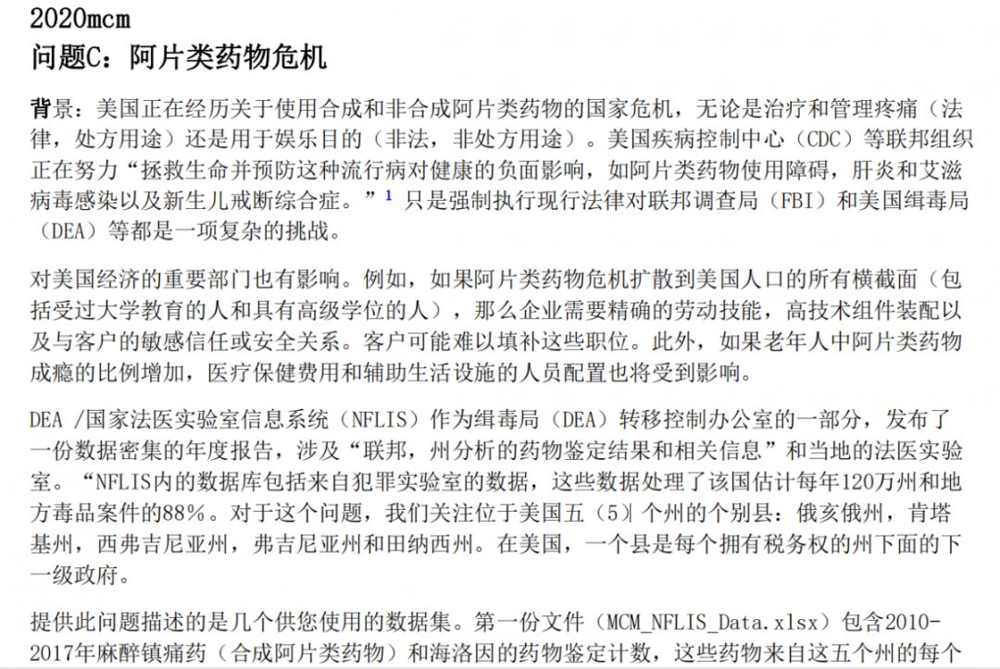 2020mcm
问题C：阿片类药物危机
背景：美国正在经历关于使用合成和非合成阿片类药物的国家危机，无论是治疗和管理疼痛（法
律，处方用途）还是用于娱乐目的（非法，非处方用途）。美国疾病控制中心（CDC）等联邦组织
正在努力“拯救生命并预防这种流行病对健康的负面影响，如阿片类药物使用障碍，肝炎和艾滋
病毒感染以及新生儿戒断综合症。”1 只是强制执行现行法律对联邦调查局（FBI）和美国缉毒局
（DEA）等都是一项复杂的挑战。
对美国经济的重要部门也有影响。例如，如果阿片类药物危机扩散到美国人口的所有横截面（包
括受过大学教育的人和具有高级学位的人），那么企业需要精确的劳动技能，高技术组件装配以
及与客户的敏感信任或安全关系。客户可能难以填补这些职位。此外，如果老年人中阿片类药物
成瘾的比例增加，医疗保健费用和辅助生活设施的人员配置也将受到影响。
DEA /国家法医实验室信息系统（NFLIS）作为缉毒局（DEA）转移控制办公室的一部分，发布了
一份数据密集的年度报告，涉及“联邦，州分析的药物鉴定结果和相关信息”和当地的法医实验
室。“NFLIS内的数据库包括来自犯罪实验室的数据，这些数据处理了该国估计每年120万州和地
方毒品案件的88％。对于这个问题，我们关注位于美国五（5）个州的个别县：俄亥俄州，肯塔
基州，西弗吉尼亚州，弗吉尼亚州和田纳西州。在美国，一个县是每个拥有税务权的州下面的下
一级政府。
提供此问题描述的是几个供您使用的数据集。第一份文件（MCM_NFLIS_Data.xlsx）包含2010-
2017年麻醉镇痛药（合成阿片类药物）和海洛因的药物鉴定计数，这些药物来自这五个州的每个